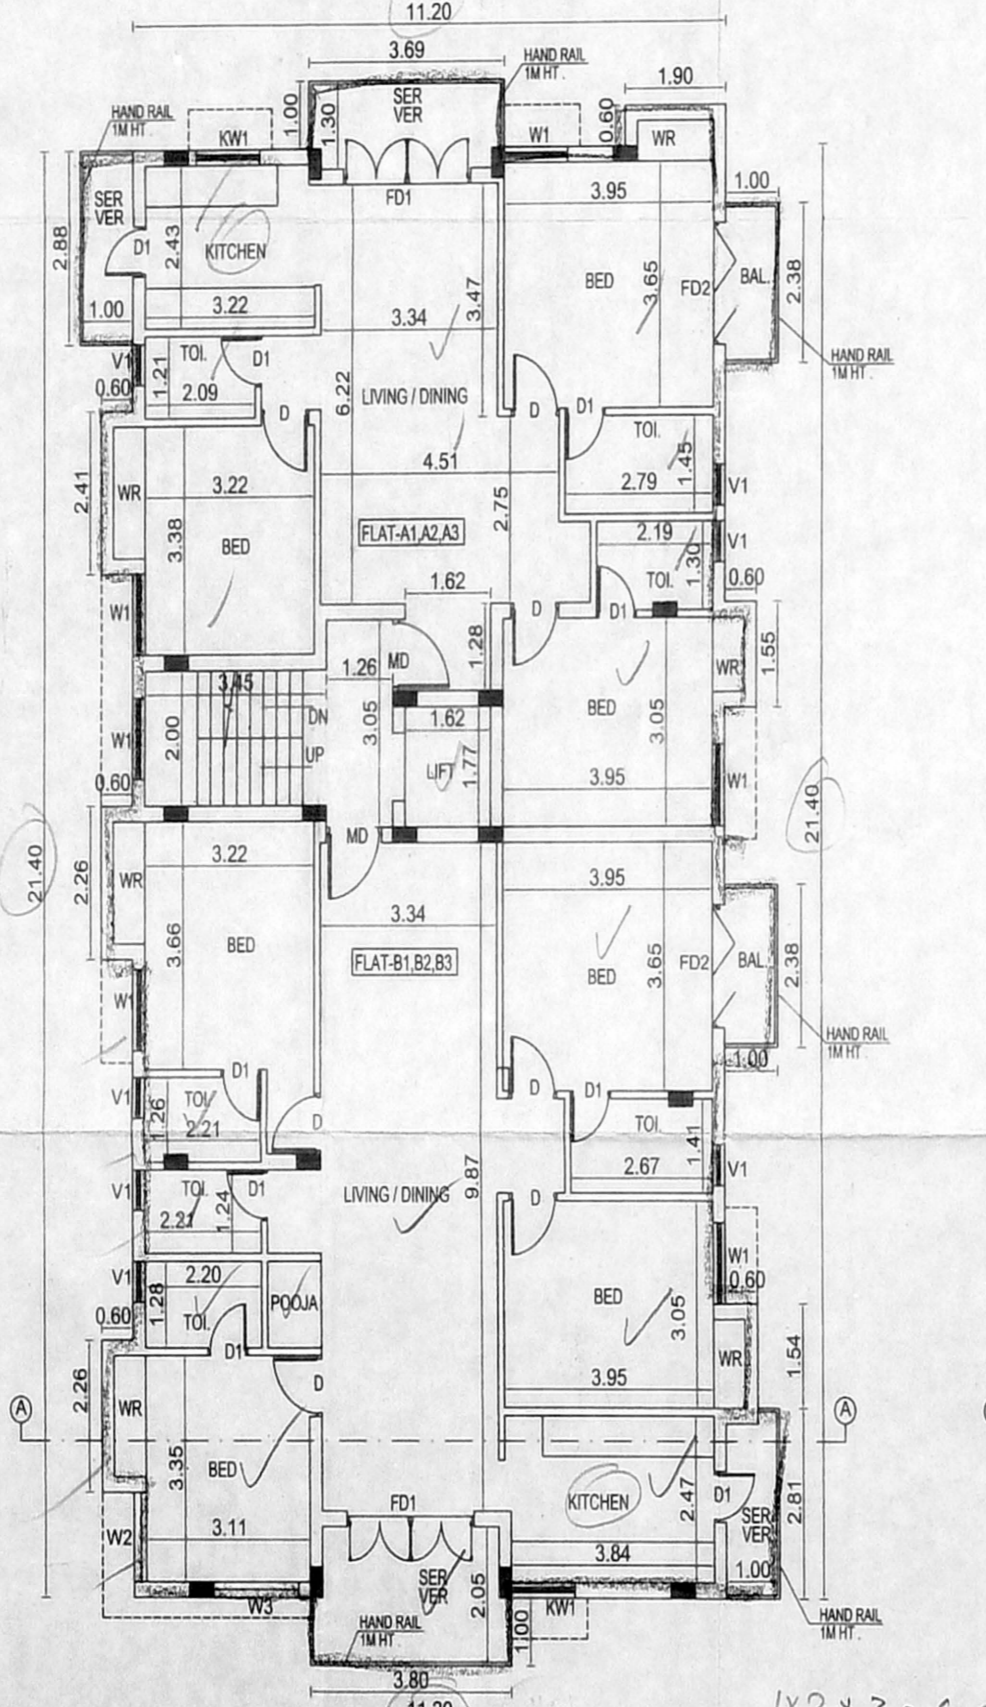 11.20
3.69
HAND RAIL
1M HT.
1.90
HAND RAIL
1M HT.
KW1
1.00
1.30
SER
VER
W1
0.60
WR
SER
VER
D1
2.43
KITCHEN
FD1
3.95
1.00
2.88
1.00
3.22
3.34
3.47
BED
3.65
FD2
BAL.
2.38
HAND RAIL
1M HT.
V1
0.60
1.21
TOI.
2.09
D1
D
6.22
LIVING / DINING
D
D1
TOI.
2.79
1.45
V1
2.41
WR
3.22
3.38
BED
4.51
2.75
FLAT-A1,A2,A3
2.19
TOI.
1.30
V1
0.60
W1
1.62
D
D1
1.26
MD
1.28
WR
1.55
3.45
2.00
DN
UP
3.05
1.62
LIFT
1.77
BED
3.05
3.95
W1
W1
0.60
MD
21.40
21.40
2.26
WR
3.22
3.66
BED
3.34
FLAT-B1,B2,B3
3.95
BED
3.65
FD2
BAL.
2.38
HAND RAIL
1M HT.
1.00
W1
V1
1.26
TOI.
2.21
D1
D
D
D1
TOI.
2.67
1.41
V1
V1
TOI.
2.21
1.24
D1
LIVING / DINING
9.87
D
V1
0.60
1.28
2.20
TOI.
D1
POOJA
BED
3.05
3.95
W1
0.60
WR
1.54
2.26
WR
D
A
A
3.35
BED
3.11
W2
W3
FD1
SER
VER
2.05
HAND RAIL
1M HT.
KITCHEN
2.47
3.84
D1
SER
VER
1.00
2.81
KW1
1.00
HAND RAIL
1M HT.
3.80
11.20